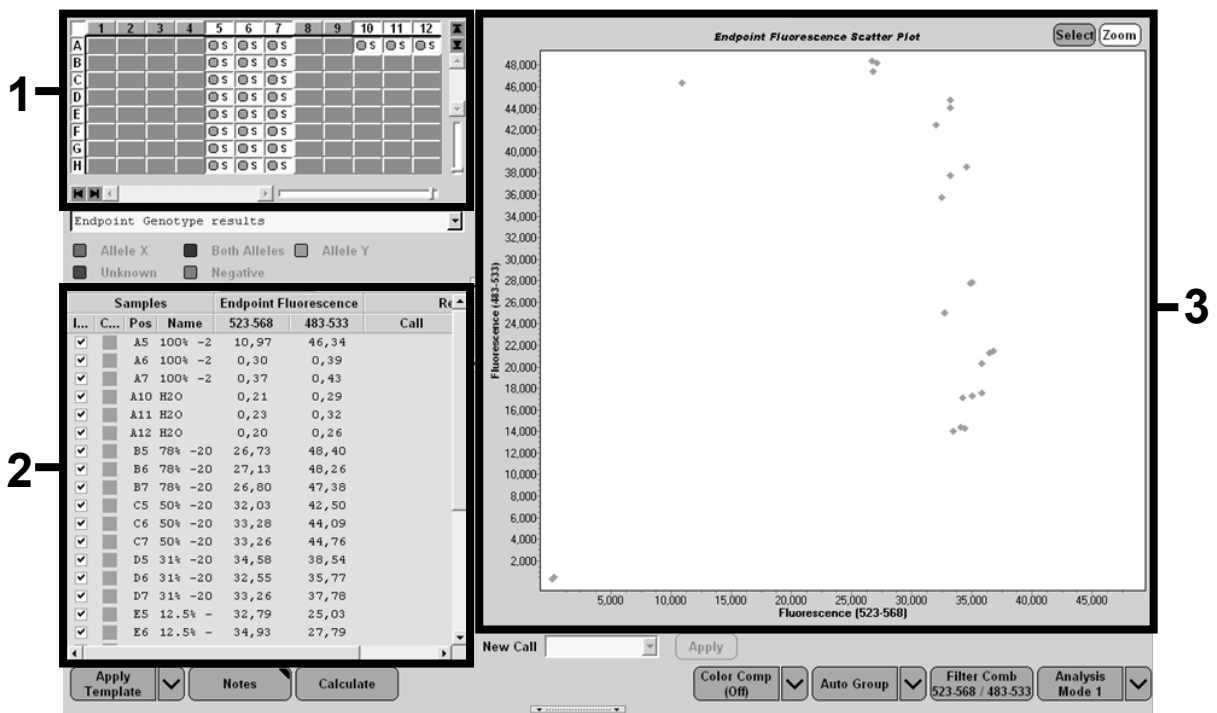 1 2 3 4 5 6 7 8 9 10 11 12
A S S S S S S
B S S S
C S S S
D S S S
E S S S
F S S S
G S S S
H S S S
1
Endpoint Genotype results
Allele X Both Alleles Allele Y
Unknown Negative
Samples Endpoint Fluorescence Re
I... C... Pos Name 523-568 483-533 Call
A5 100% -2 10,97 46,34
A6 100% -2 0,30 0,39
A7 100% -2 0,37 0,43
A10 H2O 0,21 0,29
A11 H2O 0,23 0,32
A12 H2O 0,20 0,26
B5 78% -20 26,73 48,40
B6 78% -20 27,13 48,26
B7 78% -20 26,80 47,38
C5 50% -20 32,03 42,50
C6 50% -20 33,28 44,09
C7 50% -20 33,26 44,76
D5 31% -20 34,58 38,54
D6 31% -20 32,55 35,77
D7 31% -20 33,26 37,78
E5 12.5% - 32,79 25,03
E6 12.5% - 34,93 27,79
2
Endpoint Fluorescence Scatter Plot
Select Zoom
48,000
46,000
44,000
42,000
40,000
38,000
36,000
34,000
32,000
30,000
28,000
26,000
24,000
22,000
20,000
18,000
16,000
14,000
12,000
10,000
8,000
6,000
4,000
2,000
Fluorescence (483-533)
5,000 10,000 15,000 20,000 25,000 30,000 35,000 40,000 45,000
Fluorescence (523-568)
3
New Call Apply
Apply Template
Notes
Calculate
Color Comp (Off)
Auto Group
Filter Comb 523-568 / 483-533
Analysis Mode 1